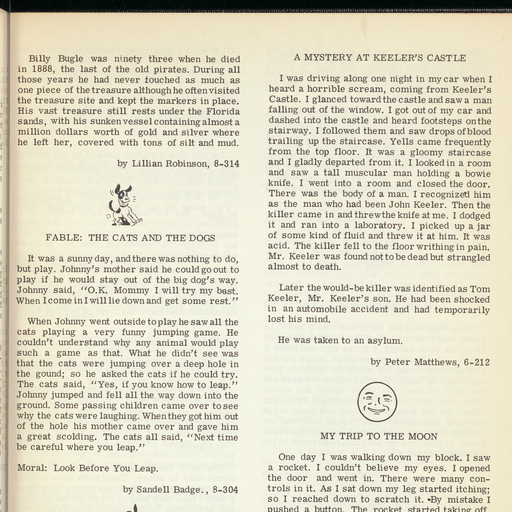 Billy Bugle was ninety three when he died
in 1888, the last of the old pirates. During all
those years he had never touched as much as
one piece of the treasure although he often visited
the treasure site and kept the markers in place.
His vast treasure still rests under the Florida
sands, with his sunken vessel containing almost a
million dollars worth of gold and silver where
he left her, covered with tons of silt and mud.
by Lillian Robinson, 8-314
FABLE: THE CATS AND THE DOGS
It was a sunny day, and there was nothing to do,
but play. Johnny's mother said he could go out to
play if he would stay out of the big dog's way.
Johnny said, "O.K. Mommy I will try my best.
When I come in I will lie down and get some rest."
When Johnny went outside to play he saw all the
cats playing a very funny jumping game. He
couldn't understand why any animal would play
such a game as that. What he didn't see was
that the cats were jumping over a deep hole in
the gound; so he asked the cats if he could try.
The cats said, "Yes, if you know how to leap."
Johnny jumped and fell all the way down into the
ground. Some passing children came over to see
why the cats were laughing. When they got him out
of the hole his mother came over and gave him
a great scolding. The cats all said, "Next time
be careful where you leap."
Moral: Look Before You Leap.
by Sandell Badge., 8-304
A MYSTERY AT KEELER'S CASTLE
I was driving along one night in my car when I
heard a horrible scream, coming from Keeler's
Castle. I glanced toward the castle and saw a man
falling out of the window. I got out of my car and
dashed into the castle and heard footsteps on the
stairway. I followed them and saw drops of blood
trailing up the staircase. Yells came frequently
from the top floor. It was a gloomy staircase
and I gladly departed from it. I looked in a room
and saw a tall muscular man holding a bowie
knife. I went into a room and closed the door.
There was the body of a man. I recognized him
as the man who had been John Keeler. Then the
killer came in and threw the knife at me. I dodged
it and ran into a laboratory. I picked up a jar
of some kind of fluid and threw it at him. It was
acid. The killer fell to the floor writhing in pain.
Mr. Keeler was found not to be dead but strangled
almost to death.
Later the would-be killer was identified as Tom
Keeler, Mr. Keeler's son. He had been shocked
in an automobile accident and had temporarily
lost his mind.
He was taken to an asylum.
by Peter Matthews, 6-212
MY TRIP TO THE MOON
One day I was walking down my block. I saw
a rocket. I couldn't believe my eyes. I opened
the door and went in. There were many con-
trols in it. As I sat down my leg started itching;
so I reached down to scratch it. By mistake I
pushed a button. The rocket started taking off.